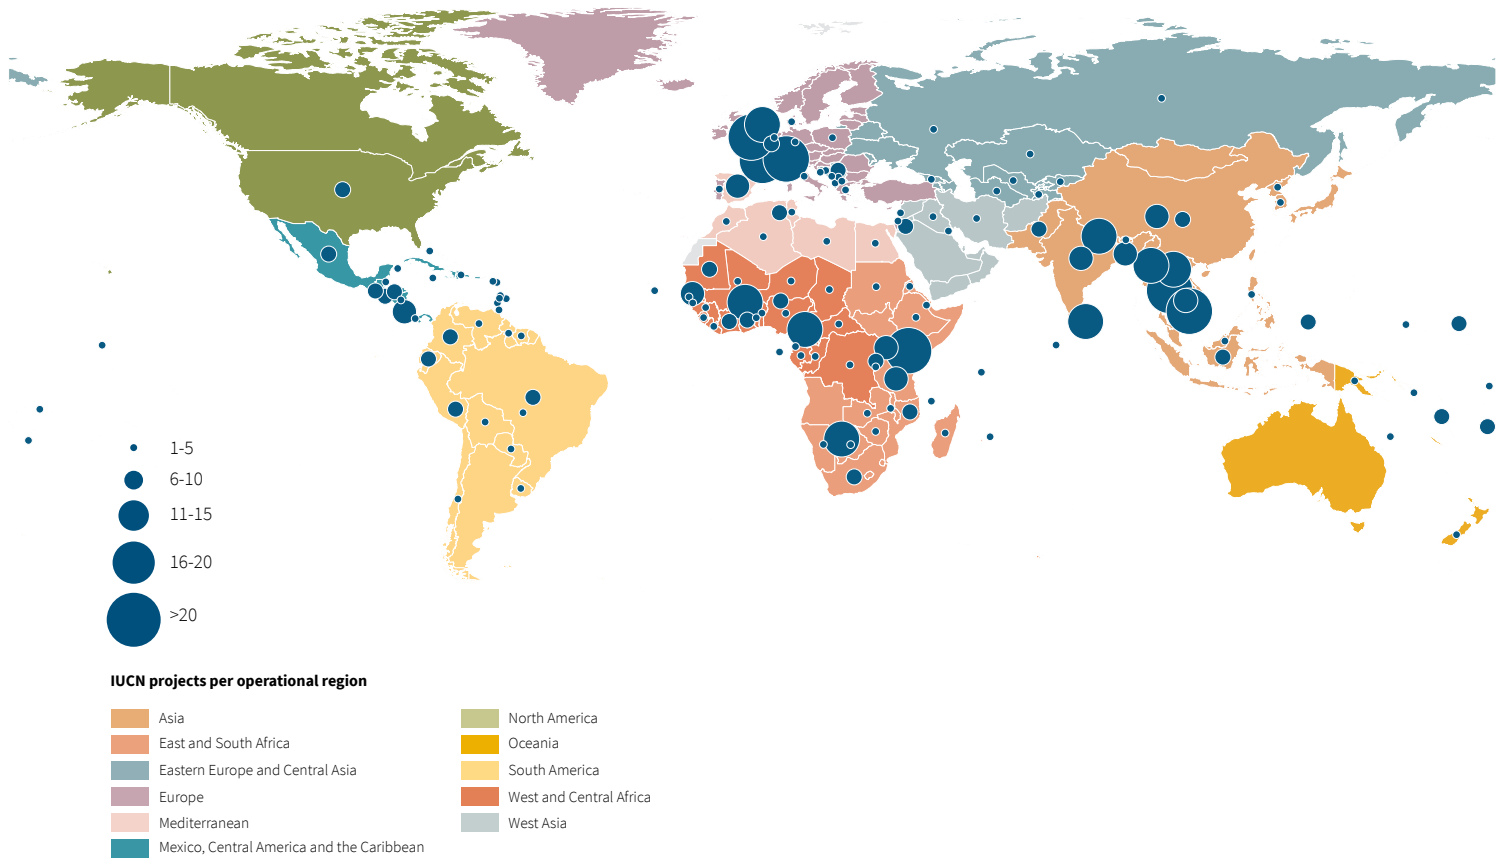 1-5
6-10
11-15
16-20
>20
IUCN projects per operational region
Asia
East and South Africa
Eastern Europe and Central Asia
Europe
Mediterranean
Mexico, Central America and the Caribbean
North America
Oceania
South America
West and Central Africa
West Asia